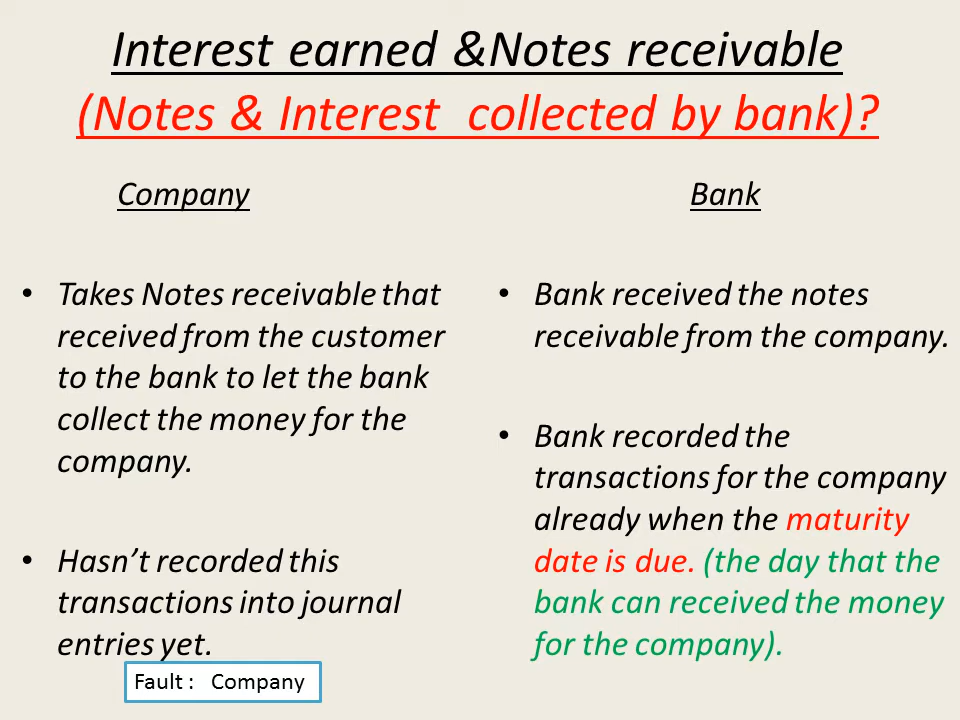 Interest earned &Notes receivable
(Notes & Interest collected by bank)?
Company
Takes Notes receivable that
received from the customer
to the bank to let the bank
collect the money for the
company.
Hasn’t recorded this
transactions into journal
entries yet.
Fault : Company
Bank
Bank received the notes
receivable from the company.
Bank recorded the
transactions for the company
already when the maturity
date is due. (the day that the
bank can received the money
for the company).